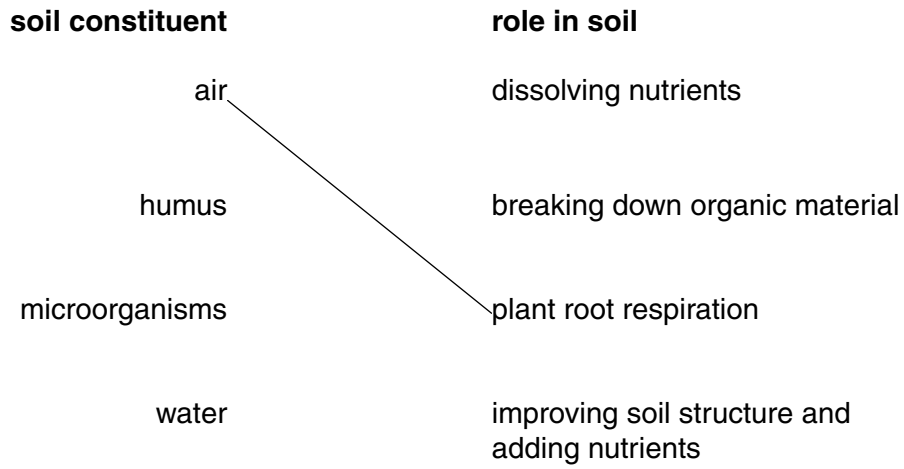 soil constituent role in soil
air dissolving nutrients
humus breaking down organic material
microorganisms plant root respiration
water improving soil structure and
adding nutrients